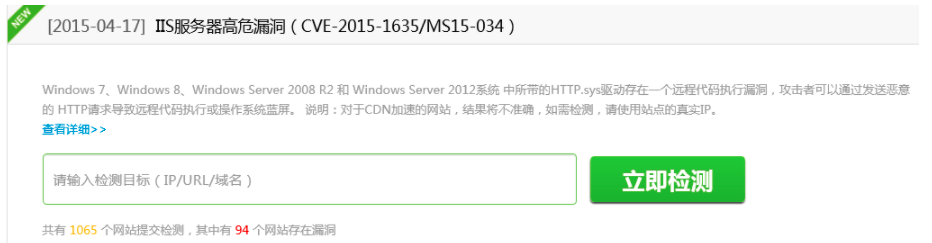 NEW
[2015-04-17] IIS服务器高危漏洞（CVE-2015-1635/MS15-034）
Windows 7、Windows 8、Windows Server 2008 R2 和 Windows Server 2012系统 中所带的HTTP.sys驱动存在一个远程代码执行漏洞，攻击者可以通过发送恶意
的 HTTP请求导致远程代码执行或操作系统蓝屏。 说明：对于CDN加速的网站，结果将不准确，如需检测，请使用站点的真实IP。
查看详细>>
请输入检测目标（IP/URL/域名）
立即检测
共有 1065 个网站提交检测，其中有 94 个网站存在漏洞